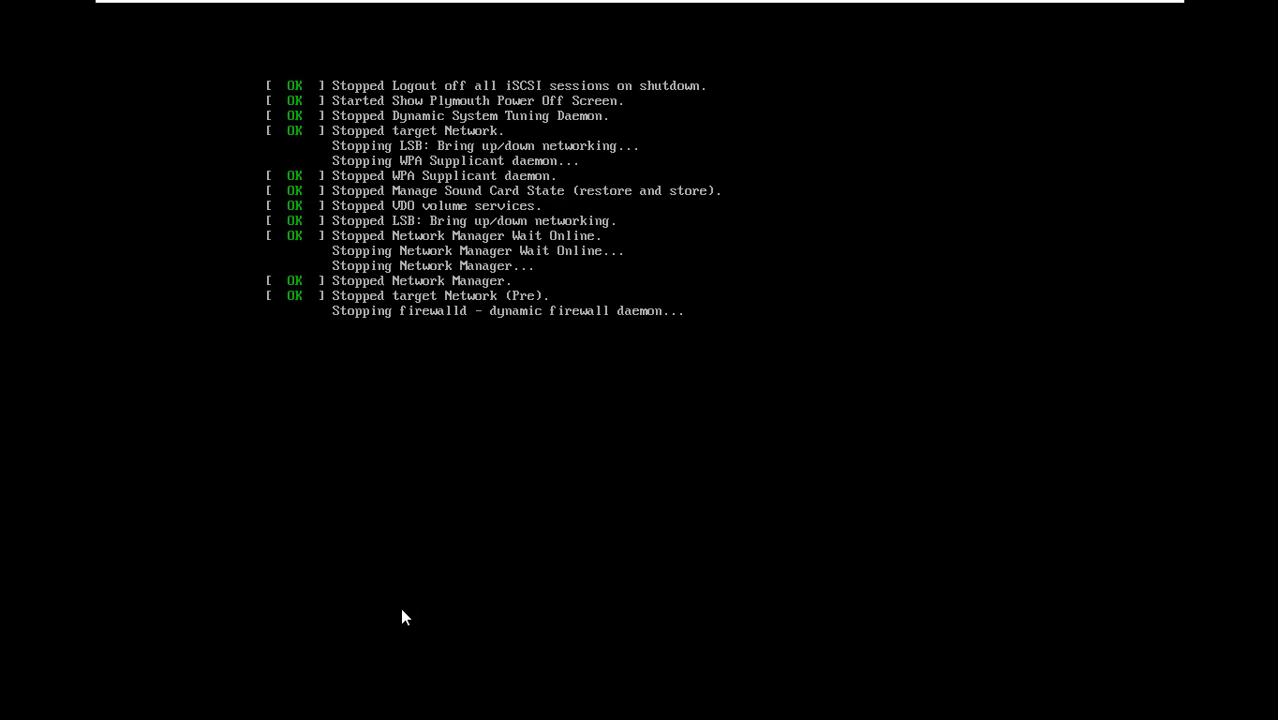 [  OK  ] Stopped Logout off all iSCSI sessions on shutdown.
[  OK  ] Started Show Plymouth Power Off Screen.
[  OK  ] Stopped Dynamic System Tuning Daemon.
[  OK  ] Stopped target Network.
Stopping LSB: Bring up/down networking...
Stopping WPA Supplicant daemon...
[  OK  ] Stopped WPA Supplicant daemon.
[  OK  ] Stopped Manage Sound Card State (restore and store).
[  OK  ] Stopped VDO volume services.
[  OK  ] Stopped LSB: Bring up/down networking.
[  OK  ] Stopped Network Manager Wait Online.
Stopping Network Manager Wait Online...
Stopping Network Manager...
[  OK  ] Stopped Network Manager.
[  OK  ] Stopped target Network (Pre).
Stopping firewalld - dynamic firewall daemon...